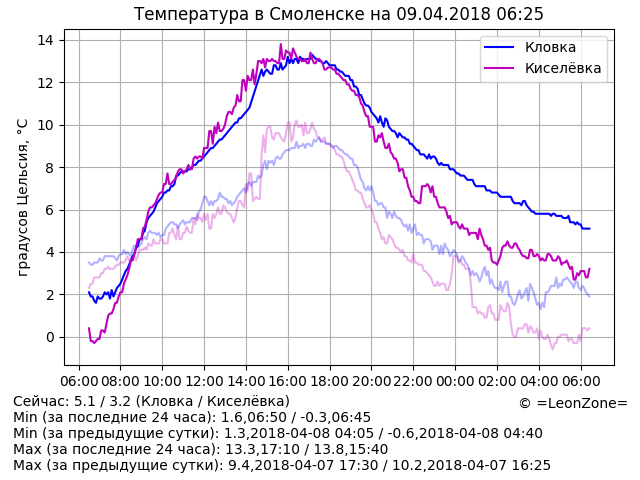 Температура в Смоленске на 09.04.2018 06:25
градусов Цельсия, °C
14
12
10
8
6
4
2
0
Кловка
Киселёвка
06:00 08:00 10:00 12:00 14:00 16:00 18:00 20:00 22:00 00:00 02:00 04:00 06:00
Сейчас: 5.1 / 3.2 (Кловка / Киселёвка)
© =LeonZone=
Min (за последние 24 часа): 1.6,06:50 / -0.3,06:45
Min (за предыдущие сутки): 1.3,2018-04-08 04:05 / -0.6,2018-04-08 04:40
Max (за последние 24 часа): 13.3,17:10 / 13.8,15:40
Max (за предыдущие сутки): 9.4,2018-04-07 17:30 / 10.2,2018-04-07 16:25